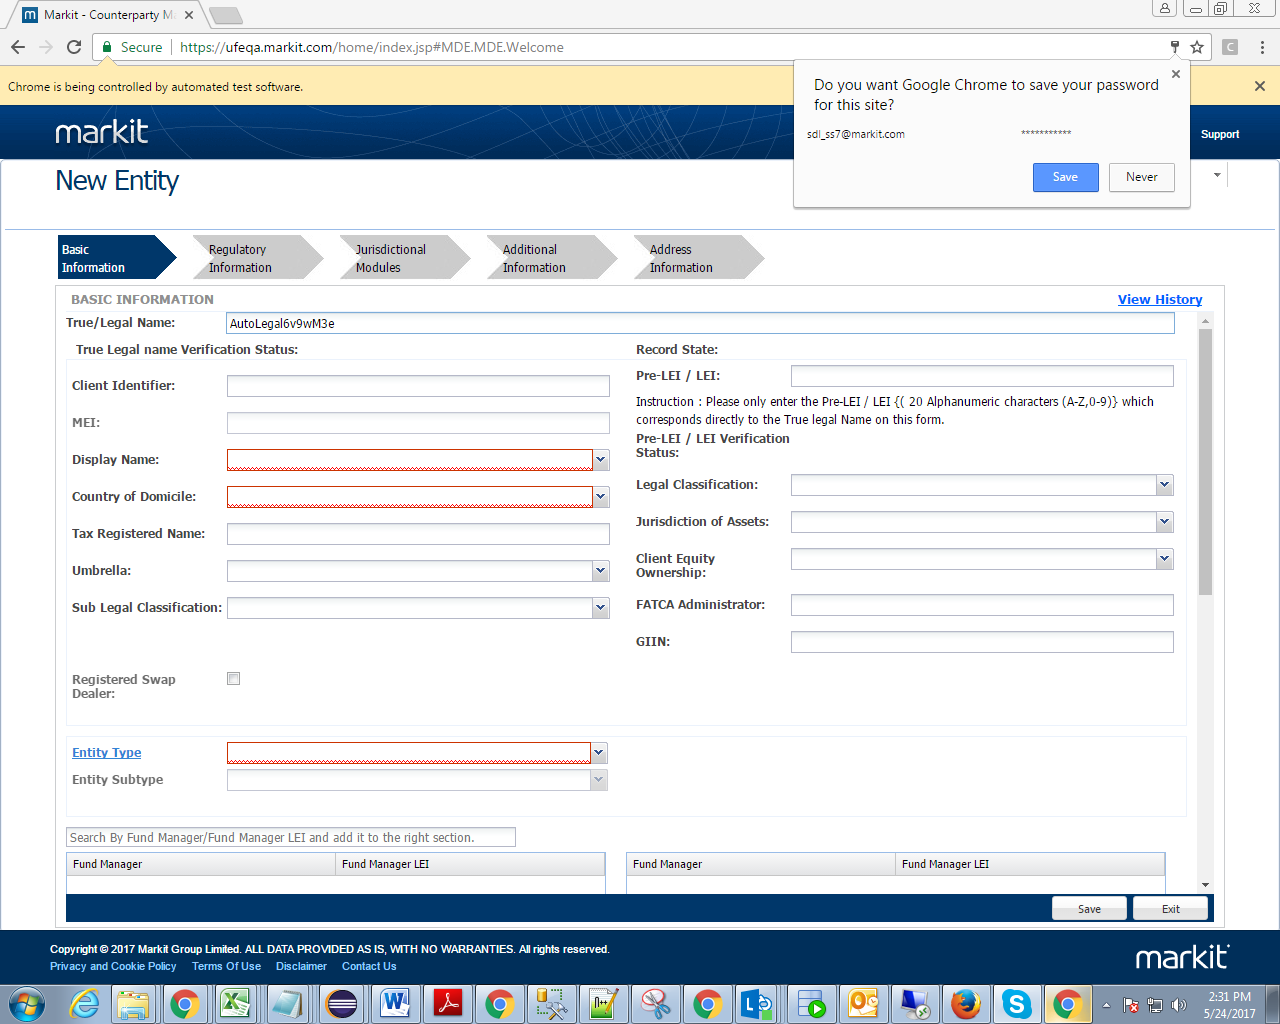 Markit - Counterparty M
Secure
https://ufeqa.markit.com/home/index.jsp#MDE.MDE.Welcome
Chrome is being controlled by automated test software.
Do you want Google Chrome to save your password
for this site?
sdl_ss7@markit.com ***********
Save Never
markit
Support
New Entity
Basic
Information
Regulatory
Information
Jurisdictional
Modules
Additional
Information
Address
Information
BASIC INFORMATION
View History
True/Legal Name: AutoLegal6v9wM3e
True Legal name Verification Status:
Record State:
Client Identifier:
Pre-LEI / LEI:
Instruction : Please only enter the Pre-LEI / LEI {( 20 Alphanumeric characters (A-Z,0-9)} which
corresponds directly to the True legal Name on this form.
MEI:
Pre-LEI / LEI Verification
Status:
Display Name:
Legal Classification:
Country of Domicile:
Jurisdiction of Assets:
Tax Registered Name:
Client Equity
Ownership:
Umbrella:
FATCA Administrator:
Sub Legal Classification:
GIIN:
Registered Swap
Dealer:
Entity Type
Entity Subtype
Search By Fund Manager/Fund Manager LEI and add it to the right section.
Fund Manager Fund Manager LEI
Fund Manager Fund Manager LEI
Save Exit
Copyright © 2017 Markit Group Limited. ALL DATA PROVIDED AS IS, WITH NO WARRANTIES. All rights reserved.
Privacy and Cookie Policy Terms Of Use Disclaimer Contact Us
markit
2:31 PM
5/24/2017